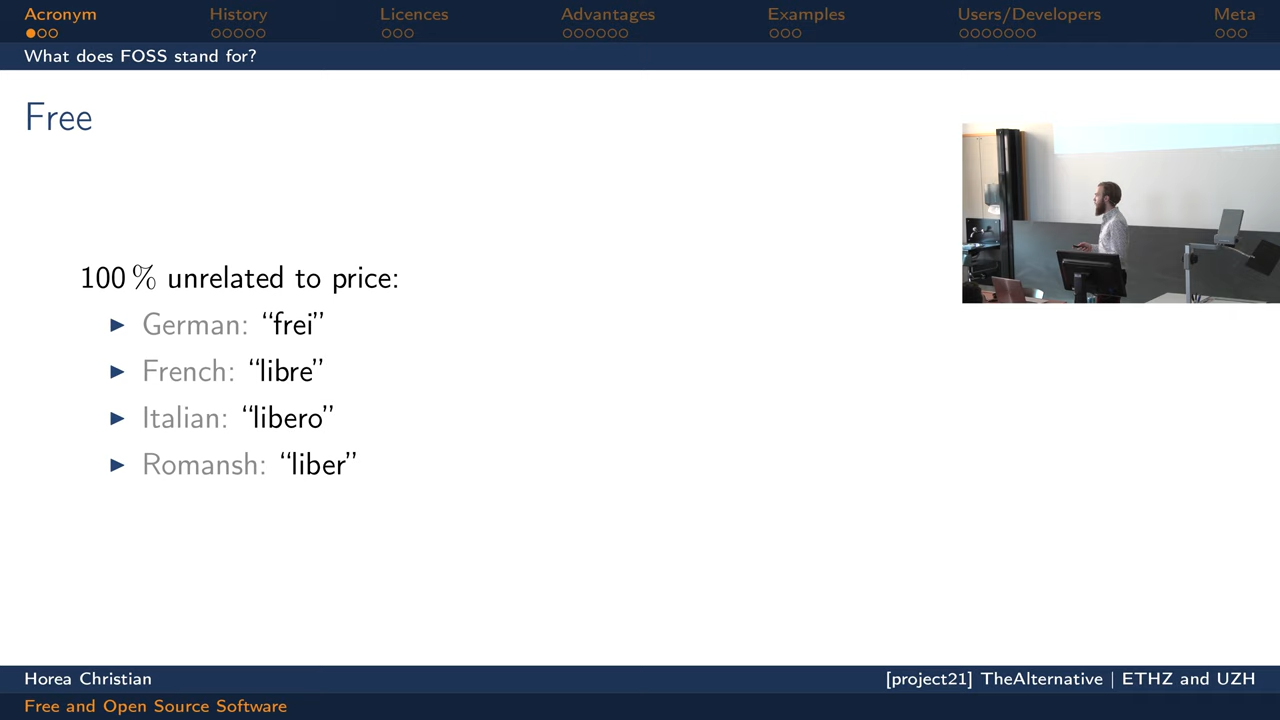 Acronym History Licences Advantages Examples Users/Developers Meta
What does FOSS stand for?
Free
100 % unrelated to price:
German: “frei”
French: “libre”
Italian: “libero”
Romansh: “liber”
Horea Christian [project21] TheAlternative | ETHZ and UZH
Free and Open Source Software